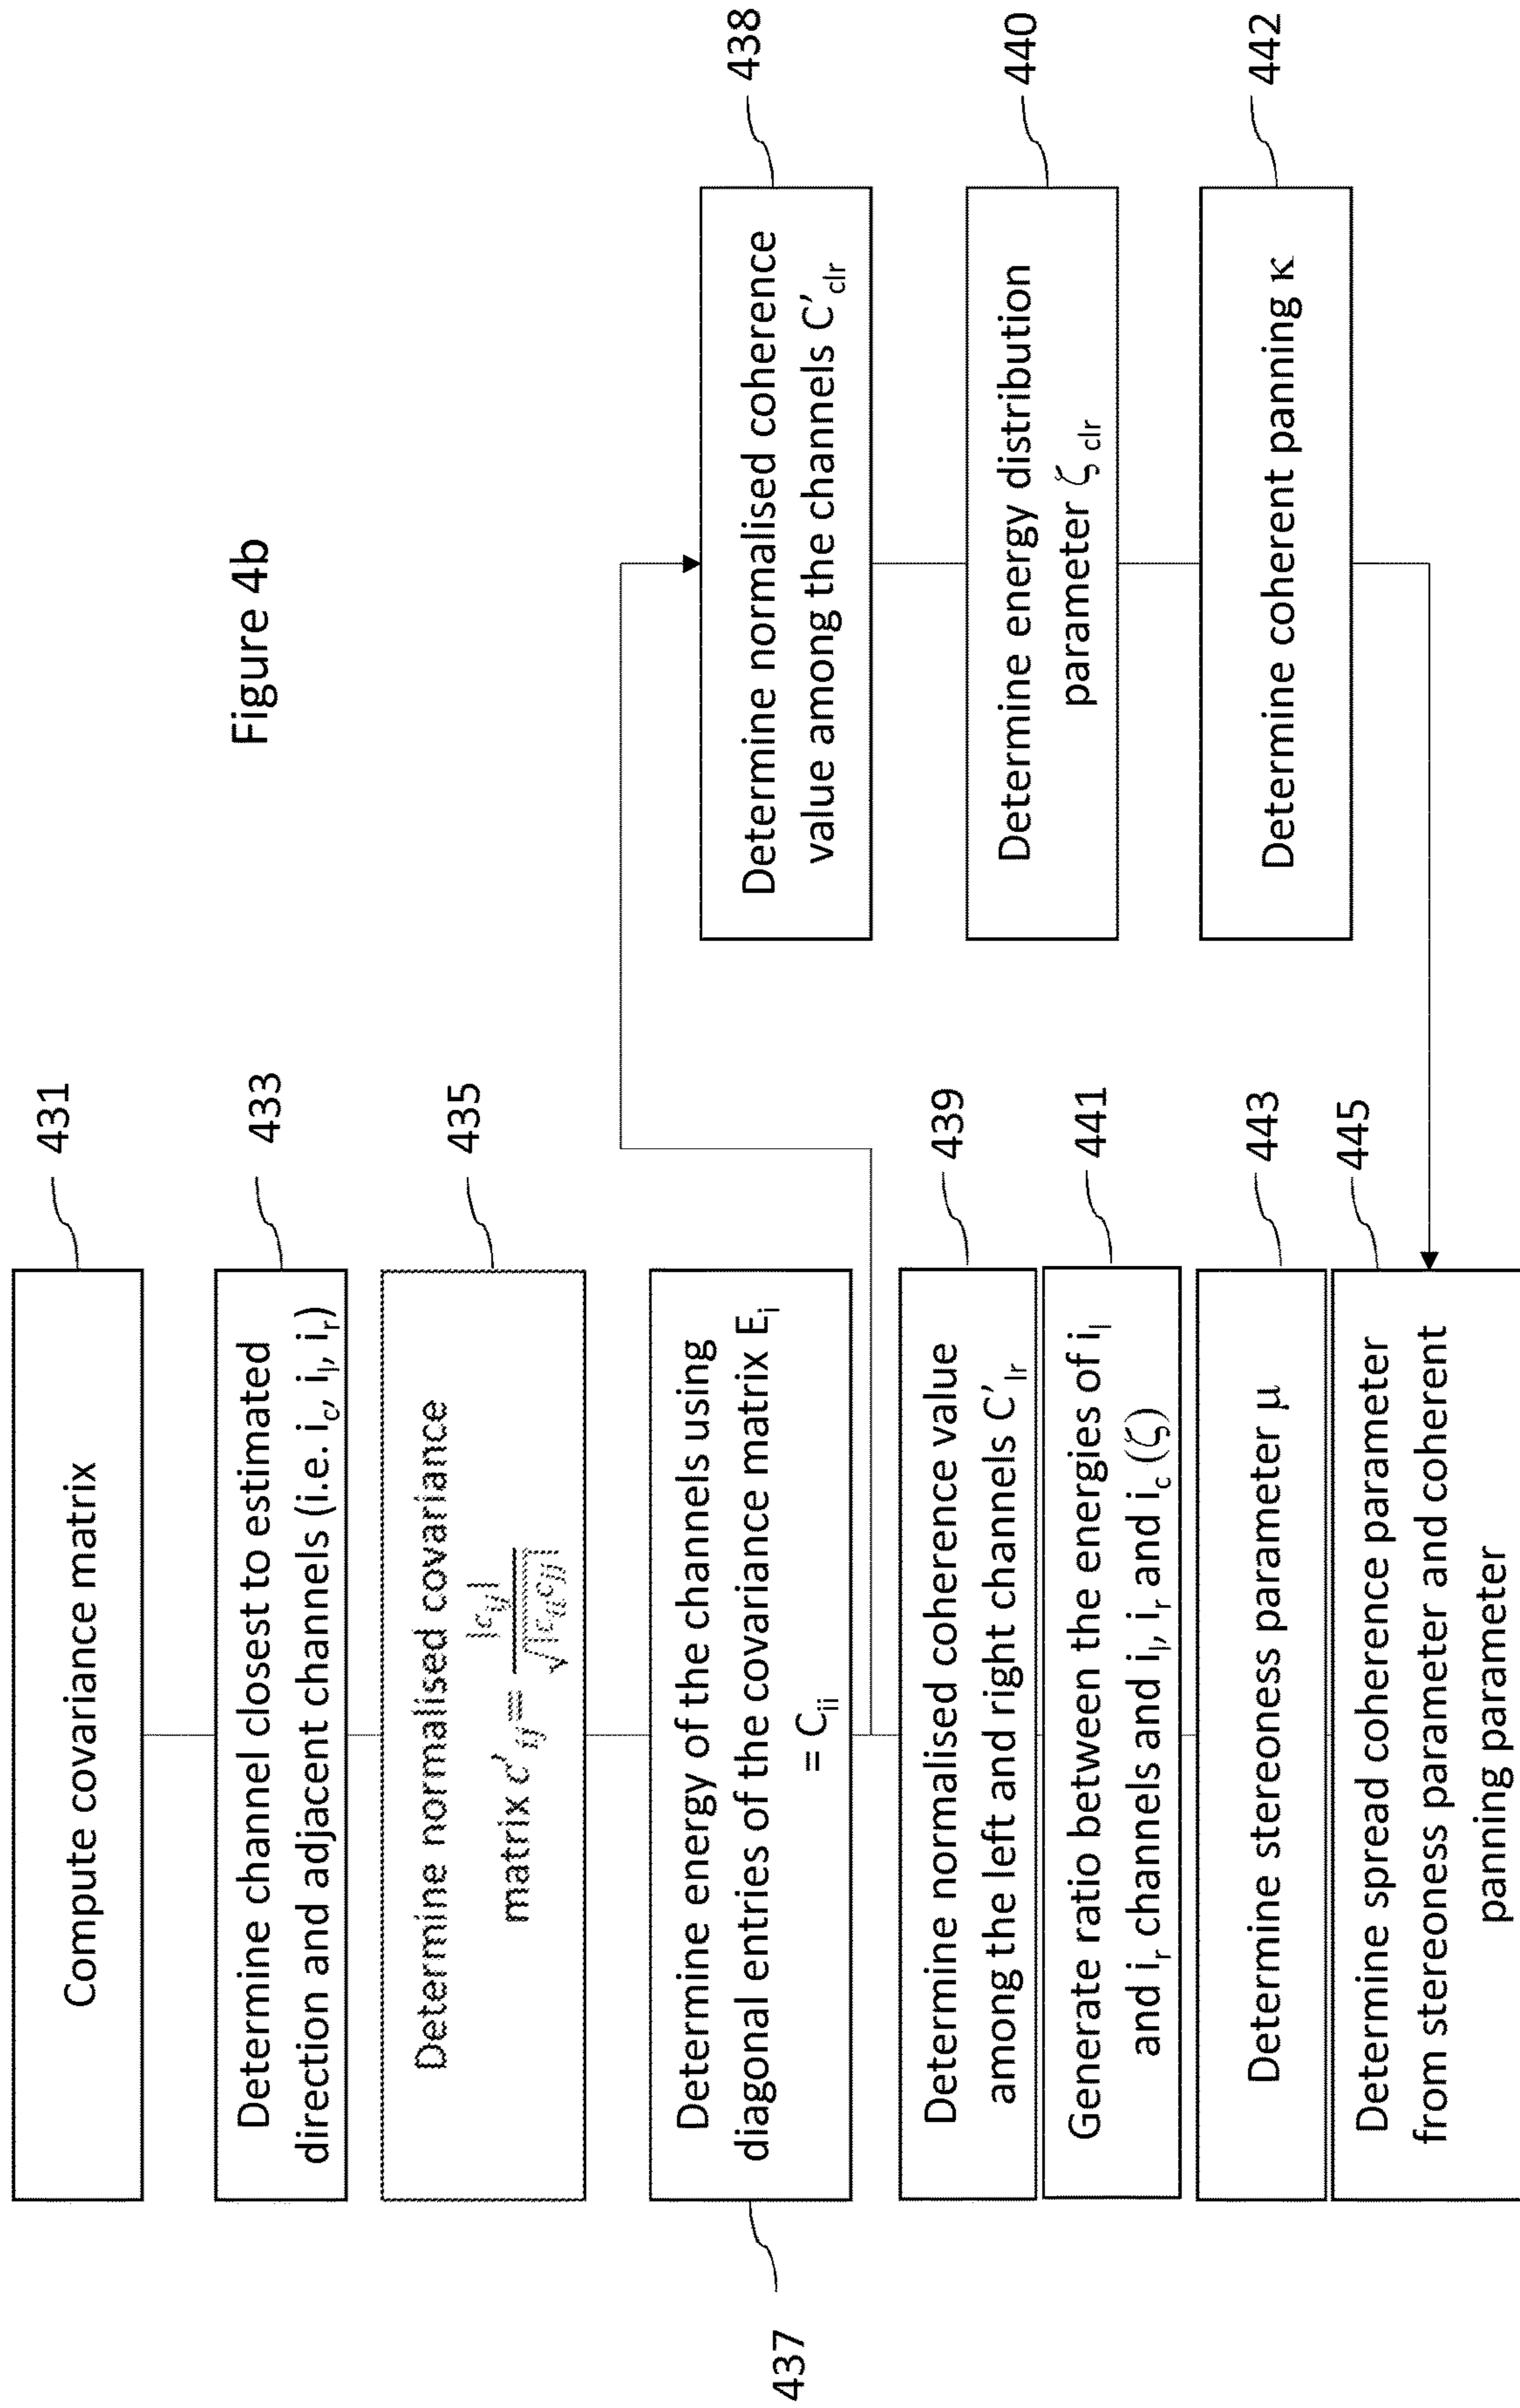 Figure 4b
Compute covariance matrix
431
Determine channel closest to estimated
direction and adjacent channels (i.e. i_c, i_l, i_r)
433
Determine normalised covariance
matrix c'_ij = |c_ij| / √|c_ii c_jj|
435
Determine energy of the channels using
diagonal entries of the covariance matrix E_i
= C_ii
437
Determine normalised coherence value
among the left and right channels C'_lr
439
Generate ratio between the energies of i_l
and i_r channels and i_l, i_r and i_c (ζ)
441
Determine stereoness parameter μ
443
Determine spread coherence parameter
from stereoness parameter and coherent
panning parameter
445
Determine normalised coherence
value among the channels C'_clr
438
Determine energy distribution
parameter ζ_clr
440
Determine coherent panning κ
442